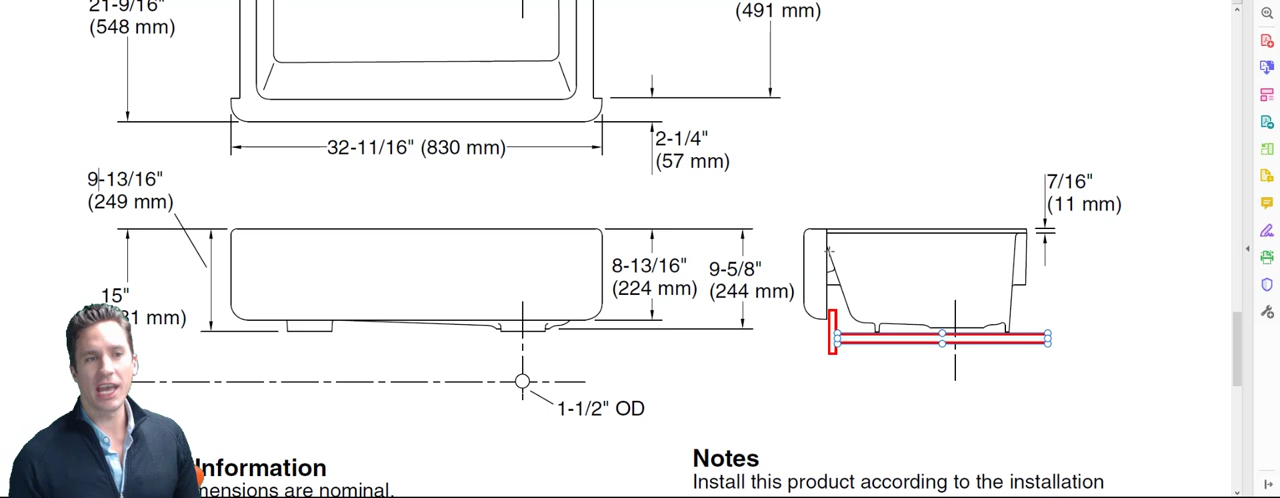 21-9/16"
(548 mm)
(491 mm)
32-11/16" (830 mm)
2-1/4"
(57 mm)
9-13/16"
(249 mm)
7/16"
(11 mm)
8-13/16"
(224 mm)
9-5/8"
(244 mm)
15"
mm)
1-1/2" OD
Information
dimensions are nominal.
Notes
Install this product according to the installation